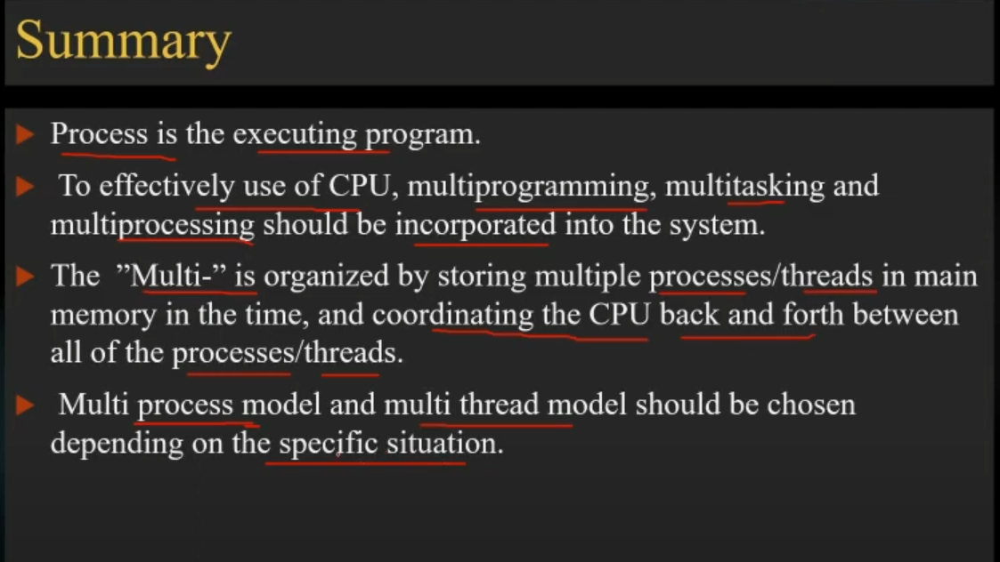 Summary
Process is the executing program.
To effectively use of CPU, multiprogramming, multitasking and
multiprocessing should be incorporated into the system.
The ”Multi-” is organized by storing multiple processes/threads in main
memory in the time, and coordinating the CPU back and forth between
all of the processes/threads.
Multi process model and multi thread model should be chosen
depending on the specific situation.